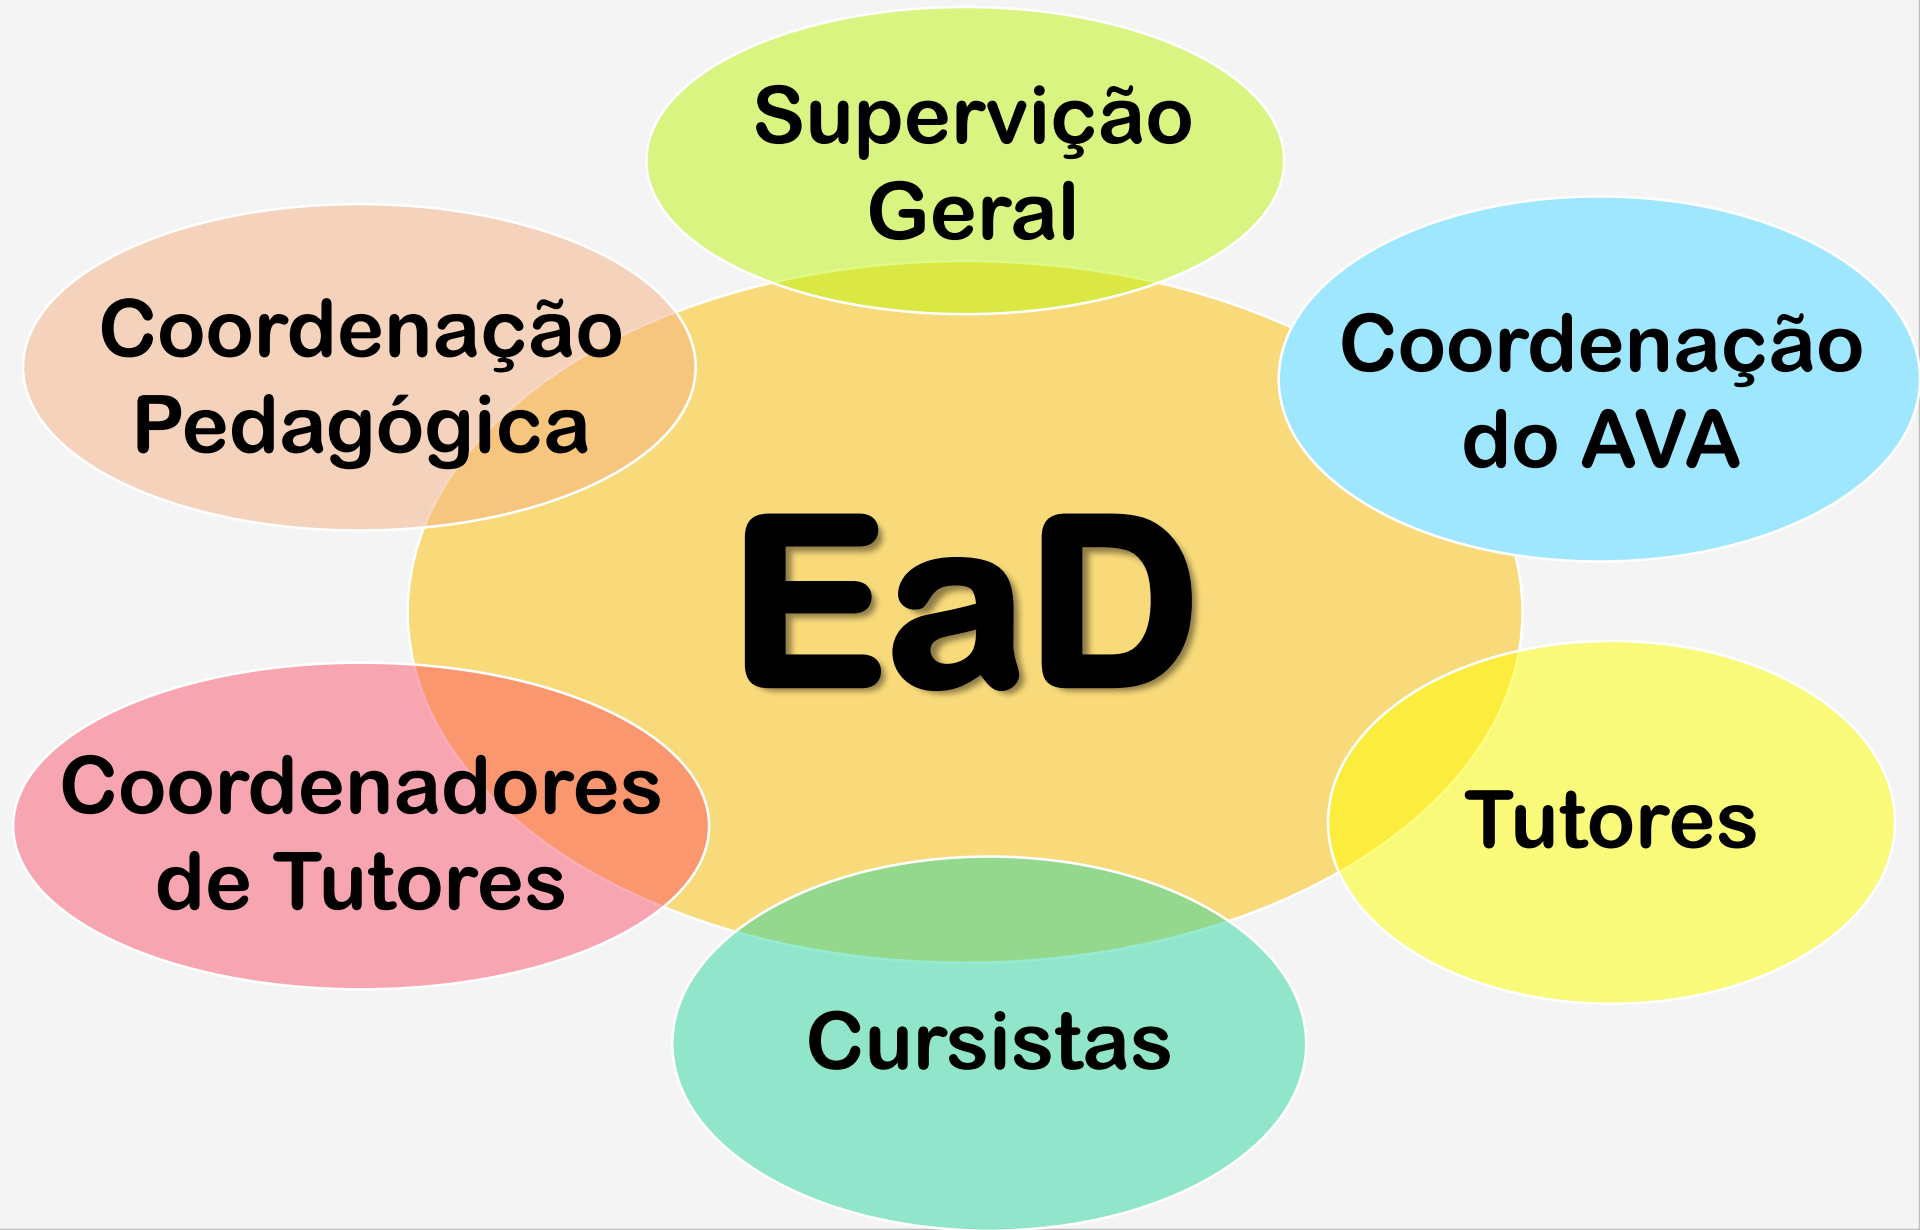 Supervição
Geral
Coordenação
Pedagógica
Coordenação
do AVA
EaD
Coordenadores
de Tutores
Tutores
Cursistas